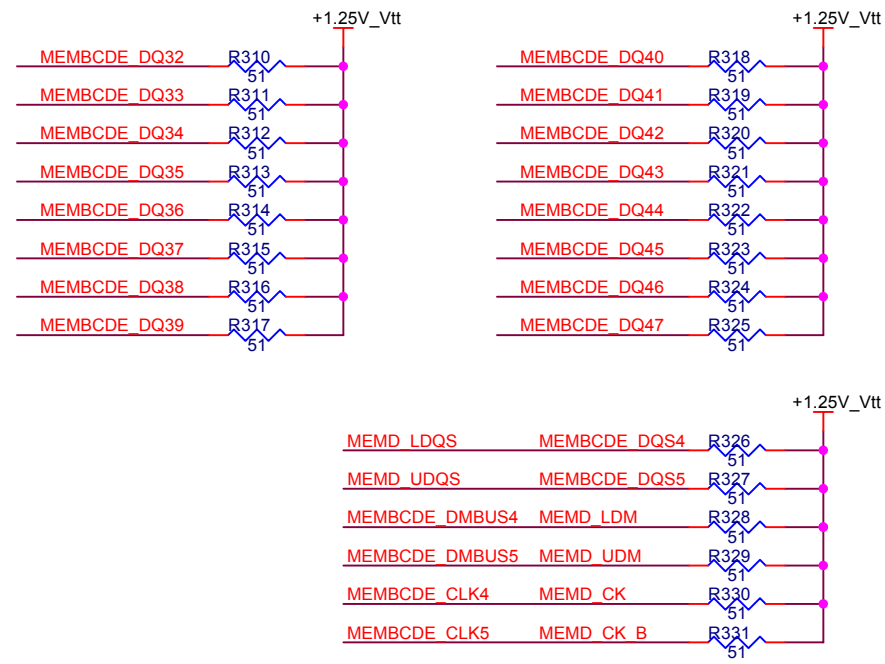 +1.25V_Vtt
MEMBCDE_DQ32 R310
51
MEMBCDE_DQ33 R311
51
MEMBCDE_DQ34 R312
51
MEMBCDE_DQ35 R313
51
MEMBCDE_DQ36 R314
51
MEMBCDE_DQ37 R315
51
MEMBCDE_DQ38 R316
51
MEMBCDE_DQ39 R317
51
+1.25V_Vtt
MEMBCDE_DQ40 R318
51
MEMBCDE_DQ41 R319
51
MEMBCDE_DQ42 R320
51
MEMBCDE_DQ43 R321
51
MEMBCDE_DQ44 R322
51
MEMBCDE_DQ45 R323
51
MEMBCDE_DQ46 R324
51
MEMBCDE_DQ47 R325
51
+1.25V_Vtt
MEMD_LDQS MEMBCDE_DQS4 R326
51
MEMD_UDQS MEMBCDE_DQS5 R327
51
MEMBCDE_DMBUS4 MEMD_LDM R328
51
MEMBCDE_DMBUS5 MEMD_UDM R329
51
MEMBCDE_CLK4 MEMD_CK R330
51
MEMBCDE_CLK5 MEMD_CK_B R331
51